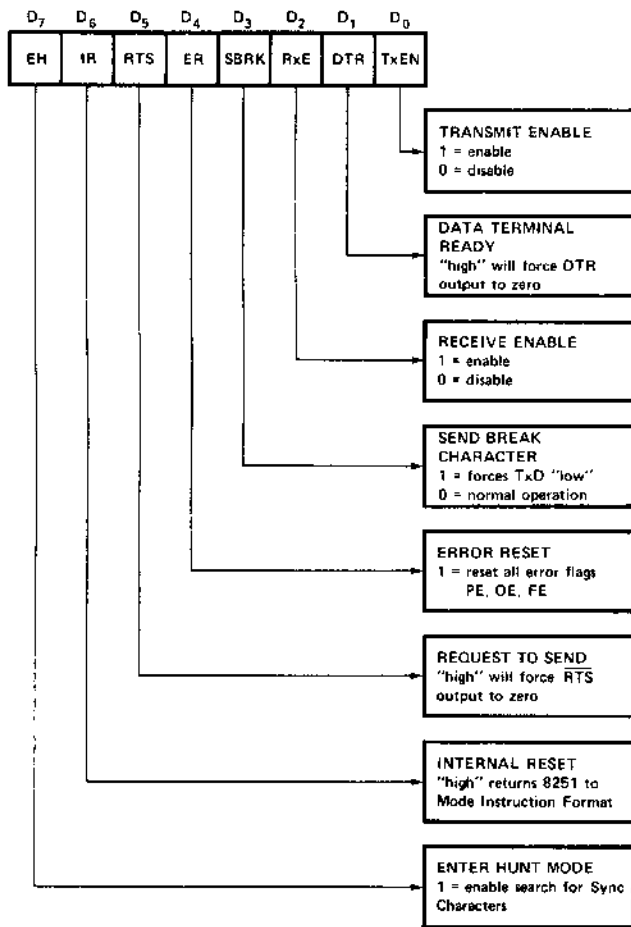 D7 D6 D5 D4 D3 D2 D1 D0
EH IR RTS ER SBRK RxE DTR TxEN
TRANSMIT ENABLE
1 = enable
0 = disable
DATA TERMINAL
READY
"high" will force DTR
output to zero
RECEIVE ENABLE
1 = enable
0 = disable
SEND BREAK
CHARACTER
1 = forces TxD "low"
0 = normal operation
ERROR RESET
1 = reset all error flags
PE, OE, FE
REQUEST TO SEND
"high" will force R̅T̅S̅
output to zero
INTERNAL RESET
"high" returns 8251 to
Mode Instruction Format
ENTER HUNT MODE
1 = enable search for Sync
Characters